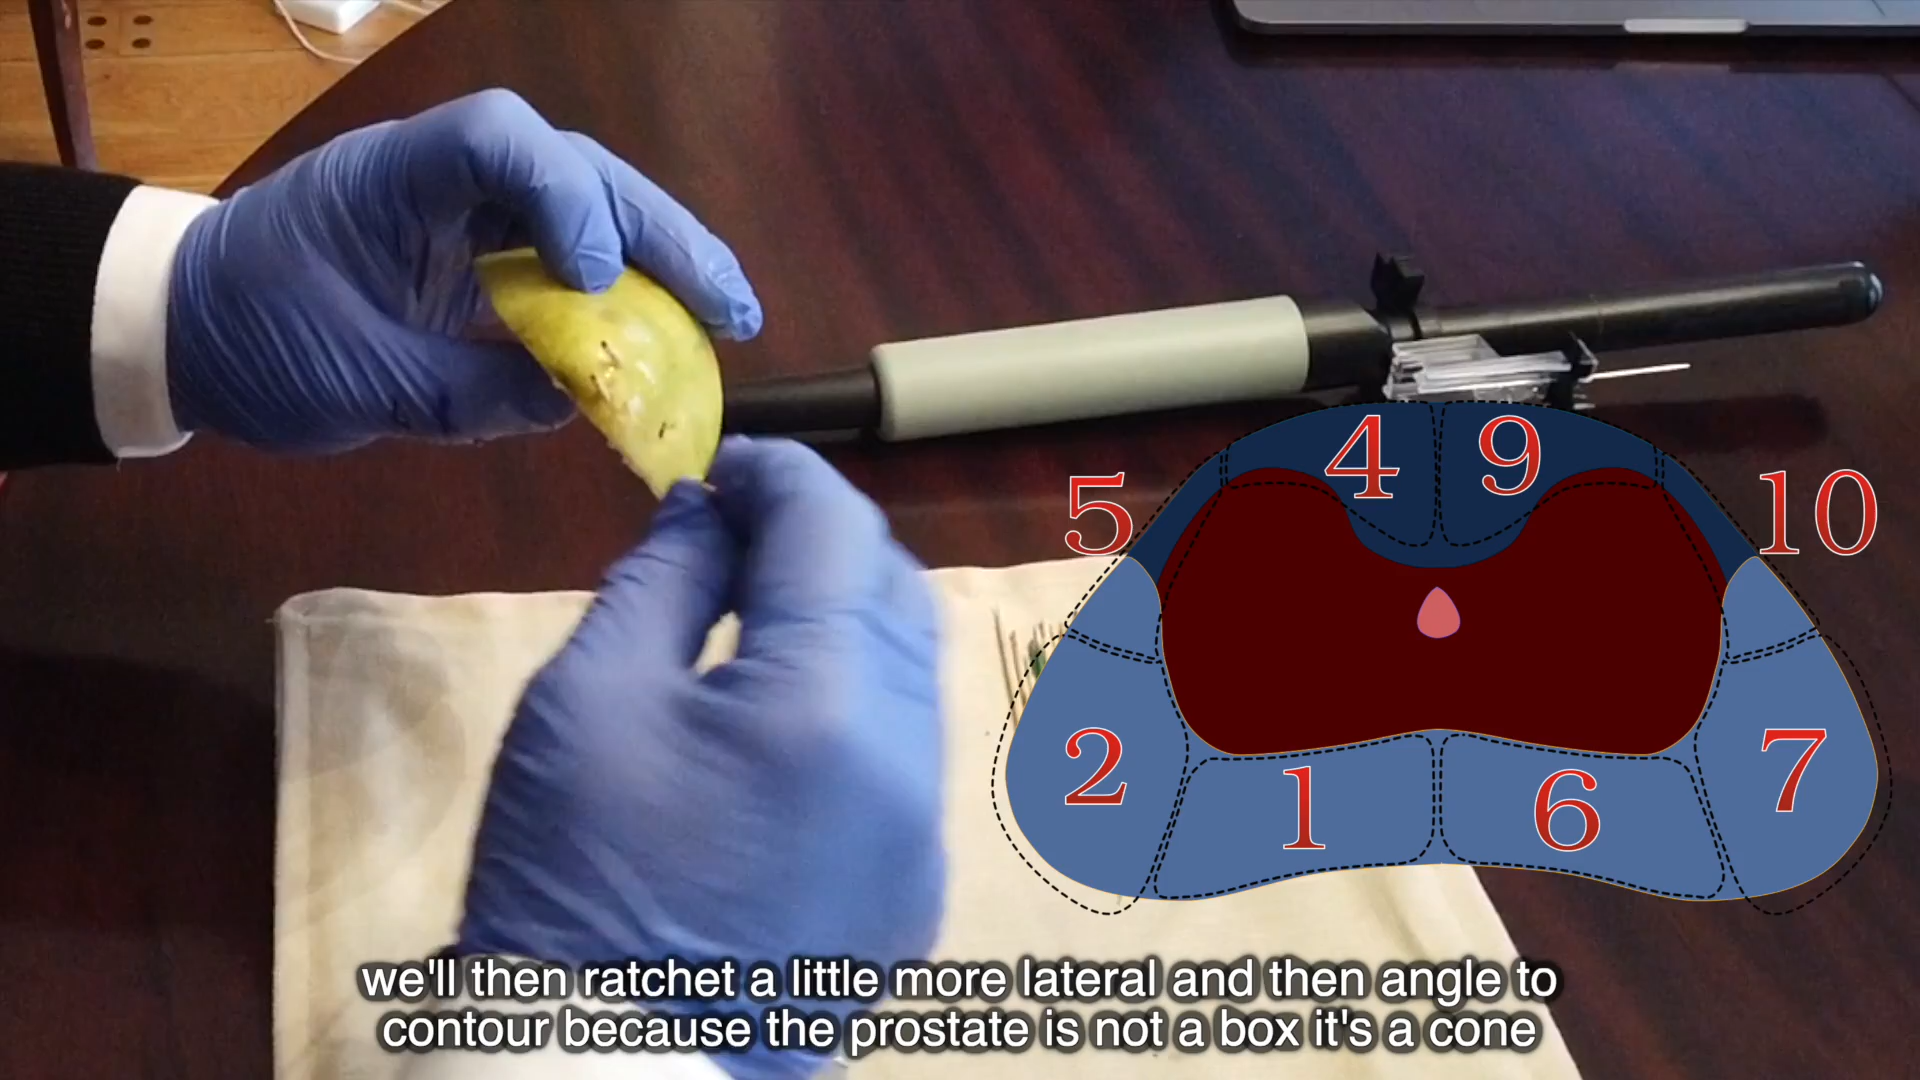 4 9
5 10
2 7
1 6
we'll then ratchet a little more lateral and then angle to
contour because the prostate is not a box it's a cone